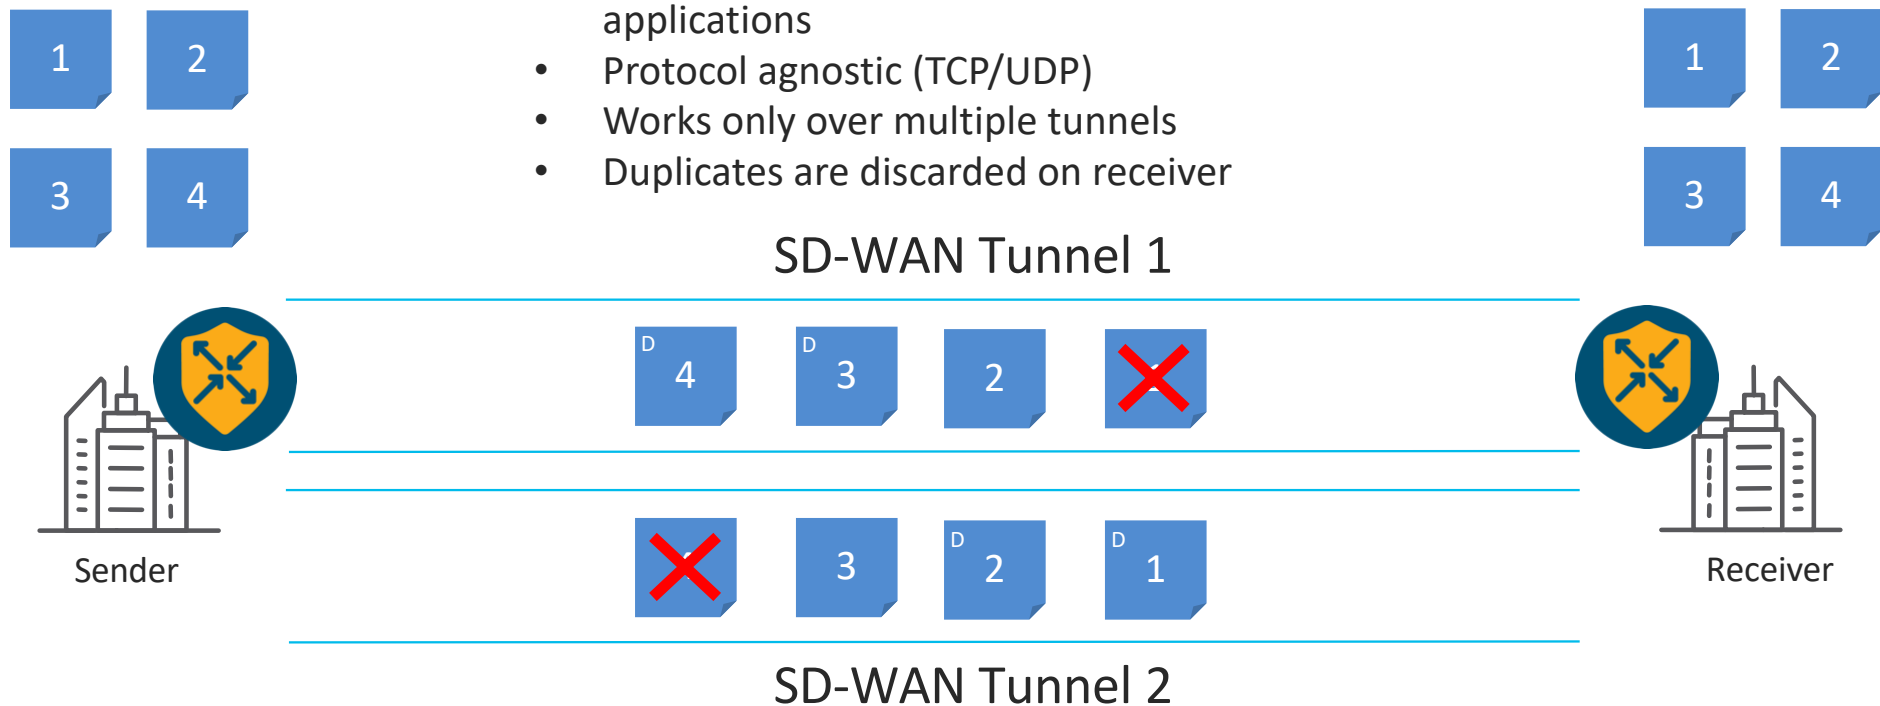 applications
• Protocol agnostic (TCP/UDP)
• Works only over multiple tunnels
• Duplicates are discarded on receiver
1 2
3 4
1 2
3 4
SD-WAN Tunnel 1
D 4 D 3 2
3 D 2 D 1
Sender
Receiver
SD-WAN Tunnel 2